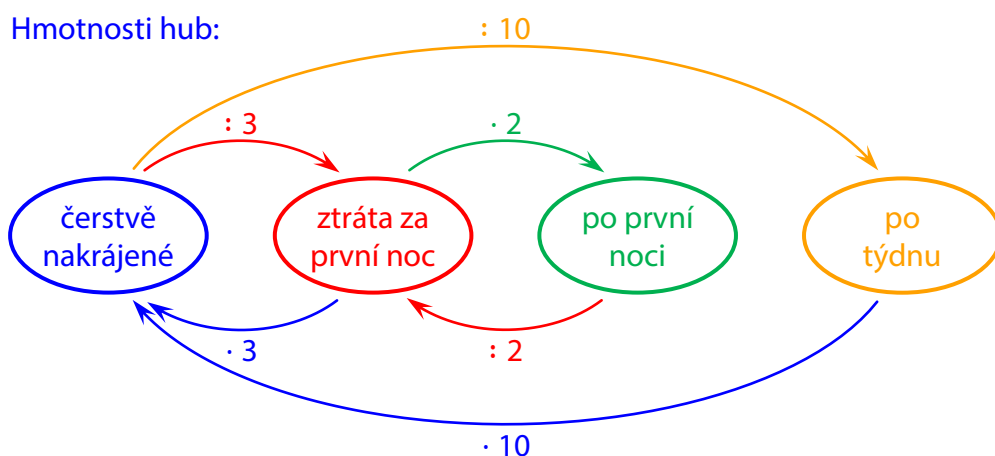 Hmotnosti hub:
: 10
: 3
· 2
čerstvě
nakrájené
ztráta za
první noc
po první
noci
po
týdnu
· 3
: 2
· 10